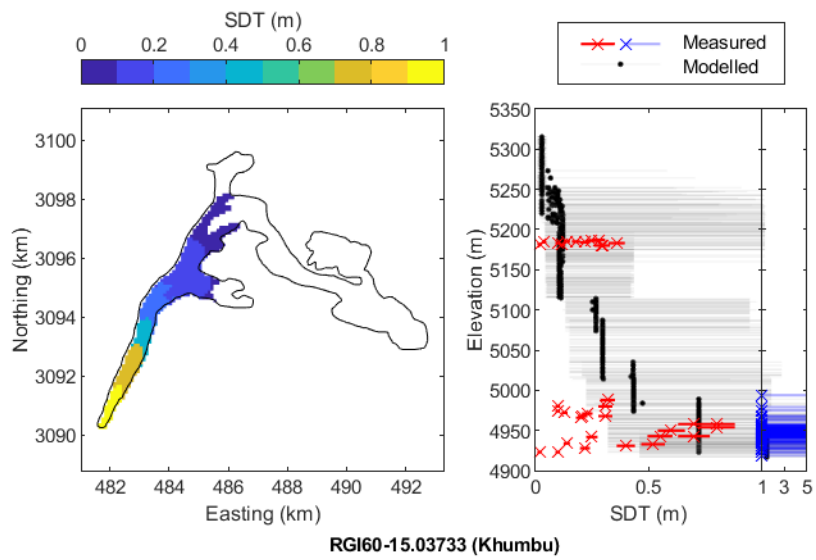 SDT (m)
0 0.2 0.4 0.6 0.8 1
Measured
Modelled
3100
3098
3096
3094
3092
3090
Northing (km)
482 484 486 488 490 492
Easting (km)
5350
5300
5250
5200
5150
5100
5050
5000
4950
4900
Elevation (m)
0 0.5 1 3 5
SDT (m)
RGI60-15.03733 (Khumbu)